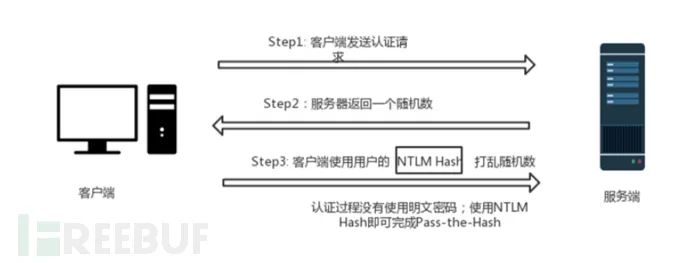 Step1: 客户端发送认证请
求
Step2：服务器返回一个随机数
Step3: 客户端使用用户的 NTLM Hash 打乱随机数
客户端
服务端
认证过程没有使用明文密码；使用NTLM
Hash即可完成Pass-the-Hash
FREEBUF